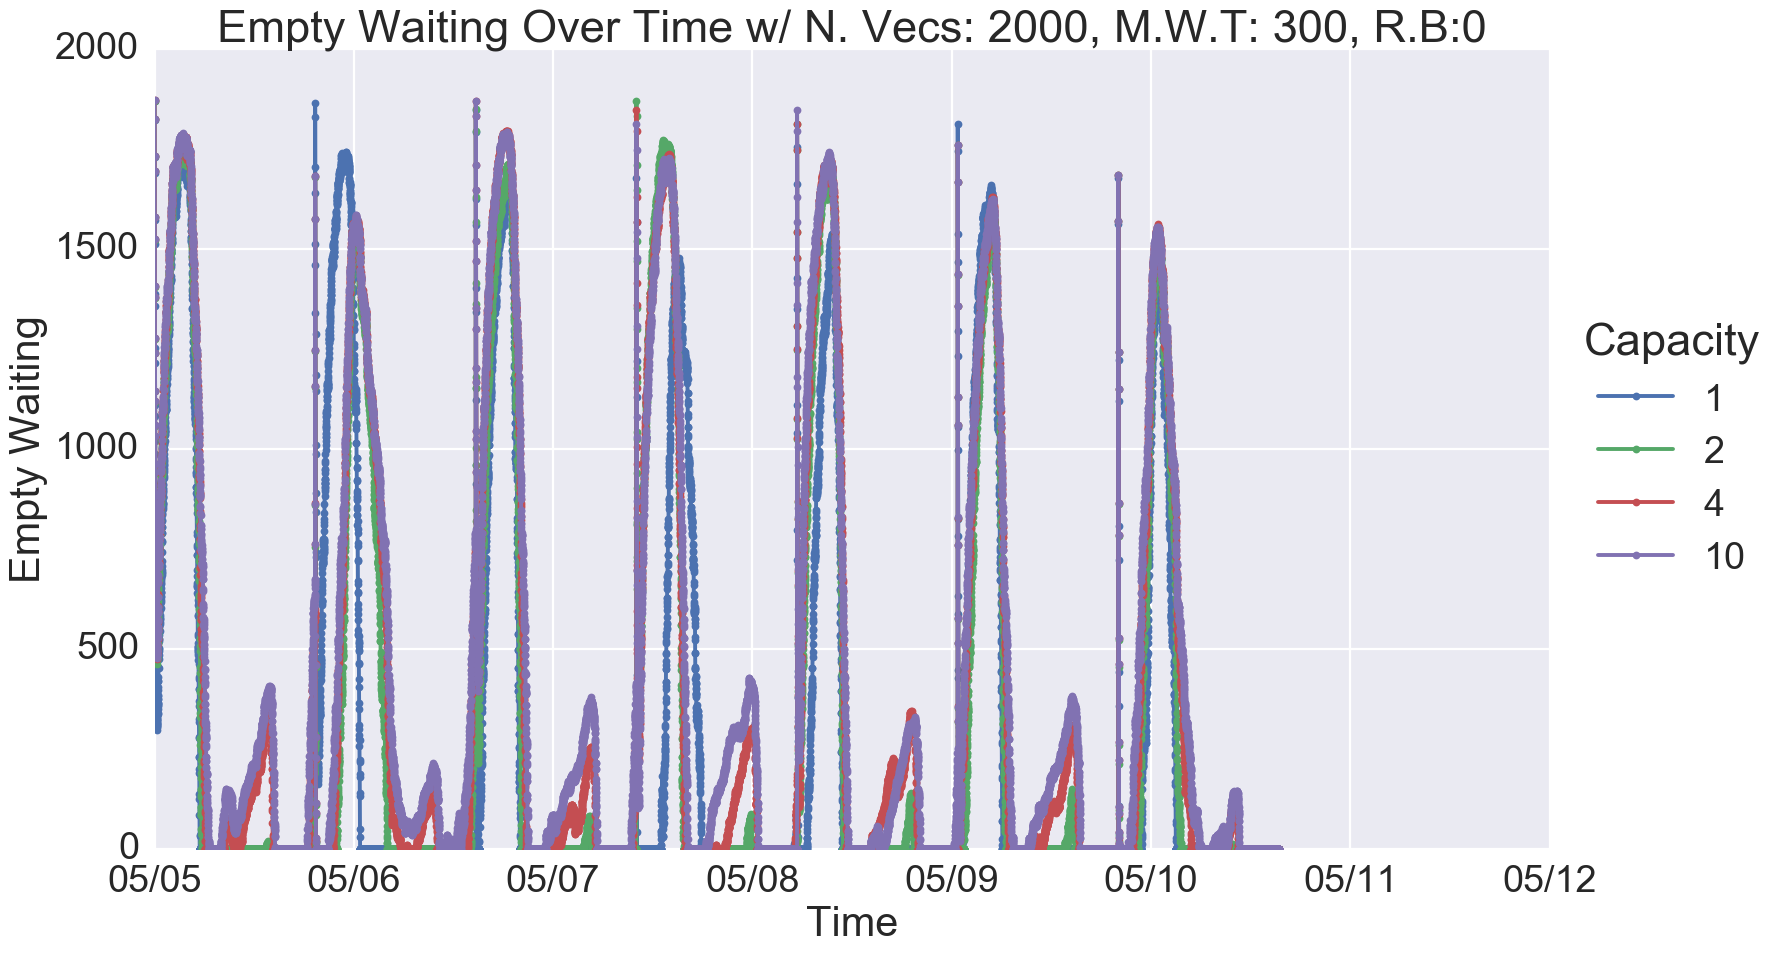 Empty Waiting Over Time w/ N. Vecs: 2000, M.W.T: 300, R.B:0
2000
1500
1000
500
0
Empty Waiting
05/05 05/06 05/07 05/08 05/09 05/10 05/11 05/12
Time
Capacity
1
2
4
10